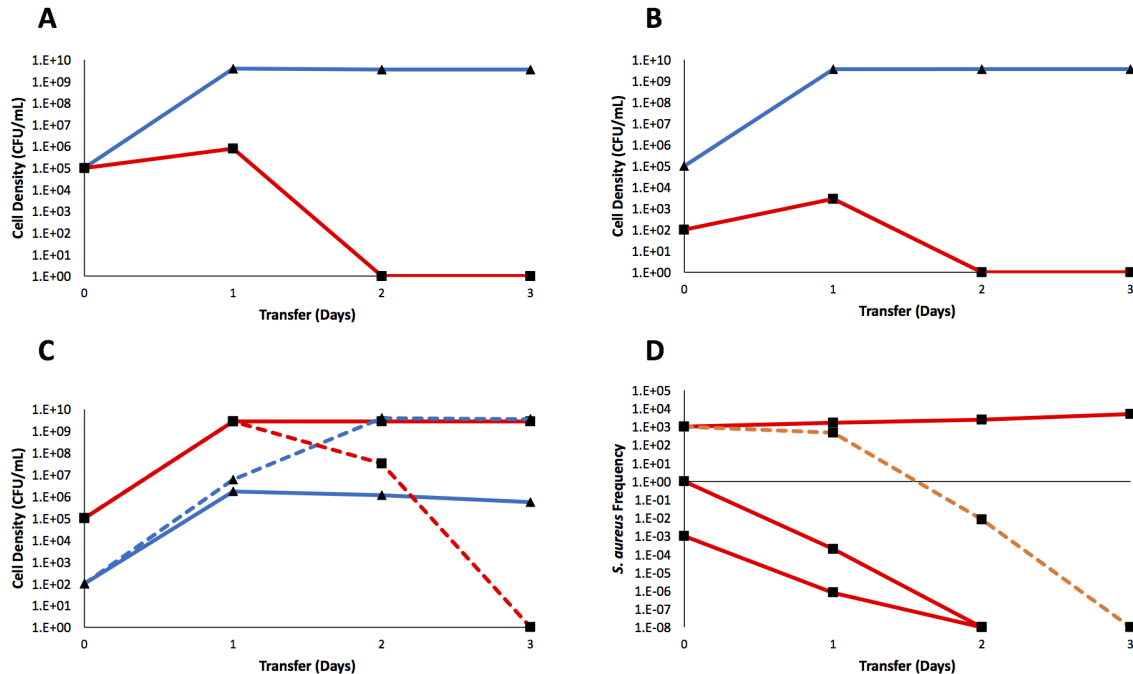 A
Cell Density (CFU/mL)
1.E+10
1.E+09
1.E+08
1.E+07
1.E+06
1.E+05
1.E+04
1.E+03
1.E+02
1.E+01
1.E+00
0 1 2 3
Transfer (Days)
B
Cell Density (CFU/mL)
1.E+10
1.E+09
1.E+08
1.E+07
1.E+06
1.E+05
1.E+04
1.E+03
1.E+02
1.E+01
1.E+00
0 1 2 3
Transfer (Days)
C
Cell Density (CFU/mL)
1.E+10
1.E+09
1.E+08
1.E+07
1.E+06
1.E+05
1.E+04
1.E+03
1.E+02
1.E+01
1.E+00
0 1 2 3
Transfer (Days)
D
S. aureus Frequency
1.E+05
1.E+04
1.E+03
1.E+02
1.E+01
1.E+00
1.E-01
1.E-02
1.E-03
1.E-04
1.E-05
1.E-06
1.E-07
1.E-08
0 1 2 3
Transfer (Days)